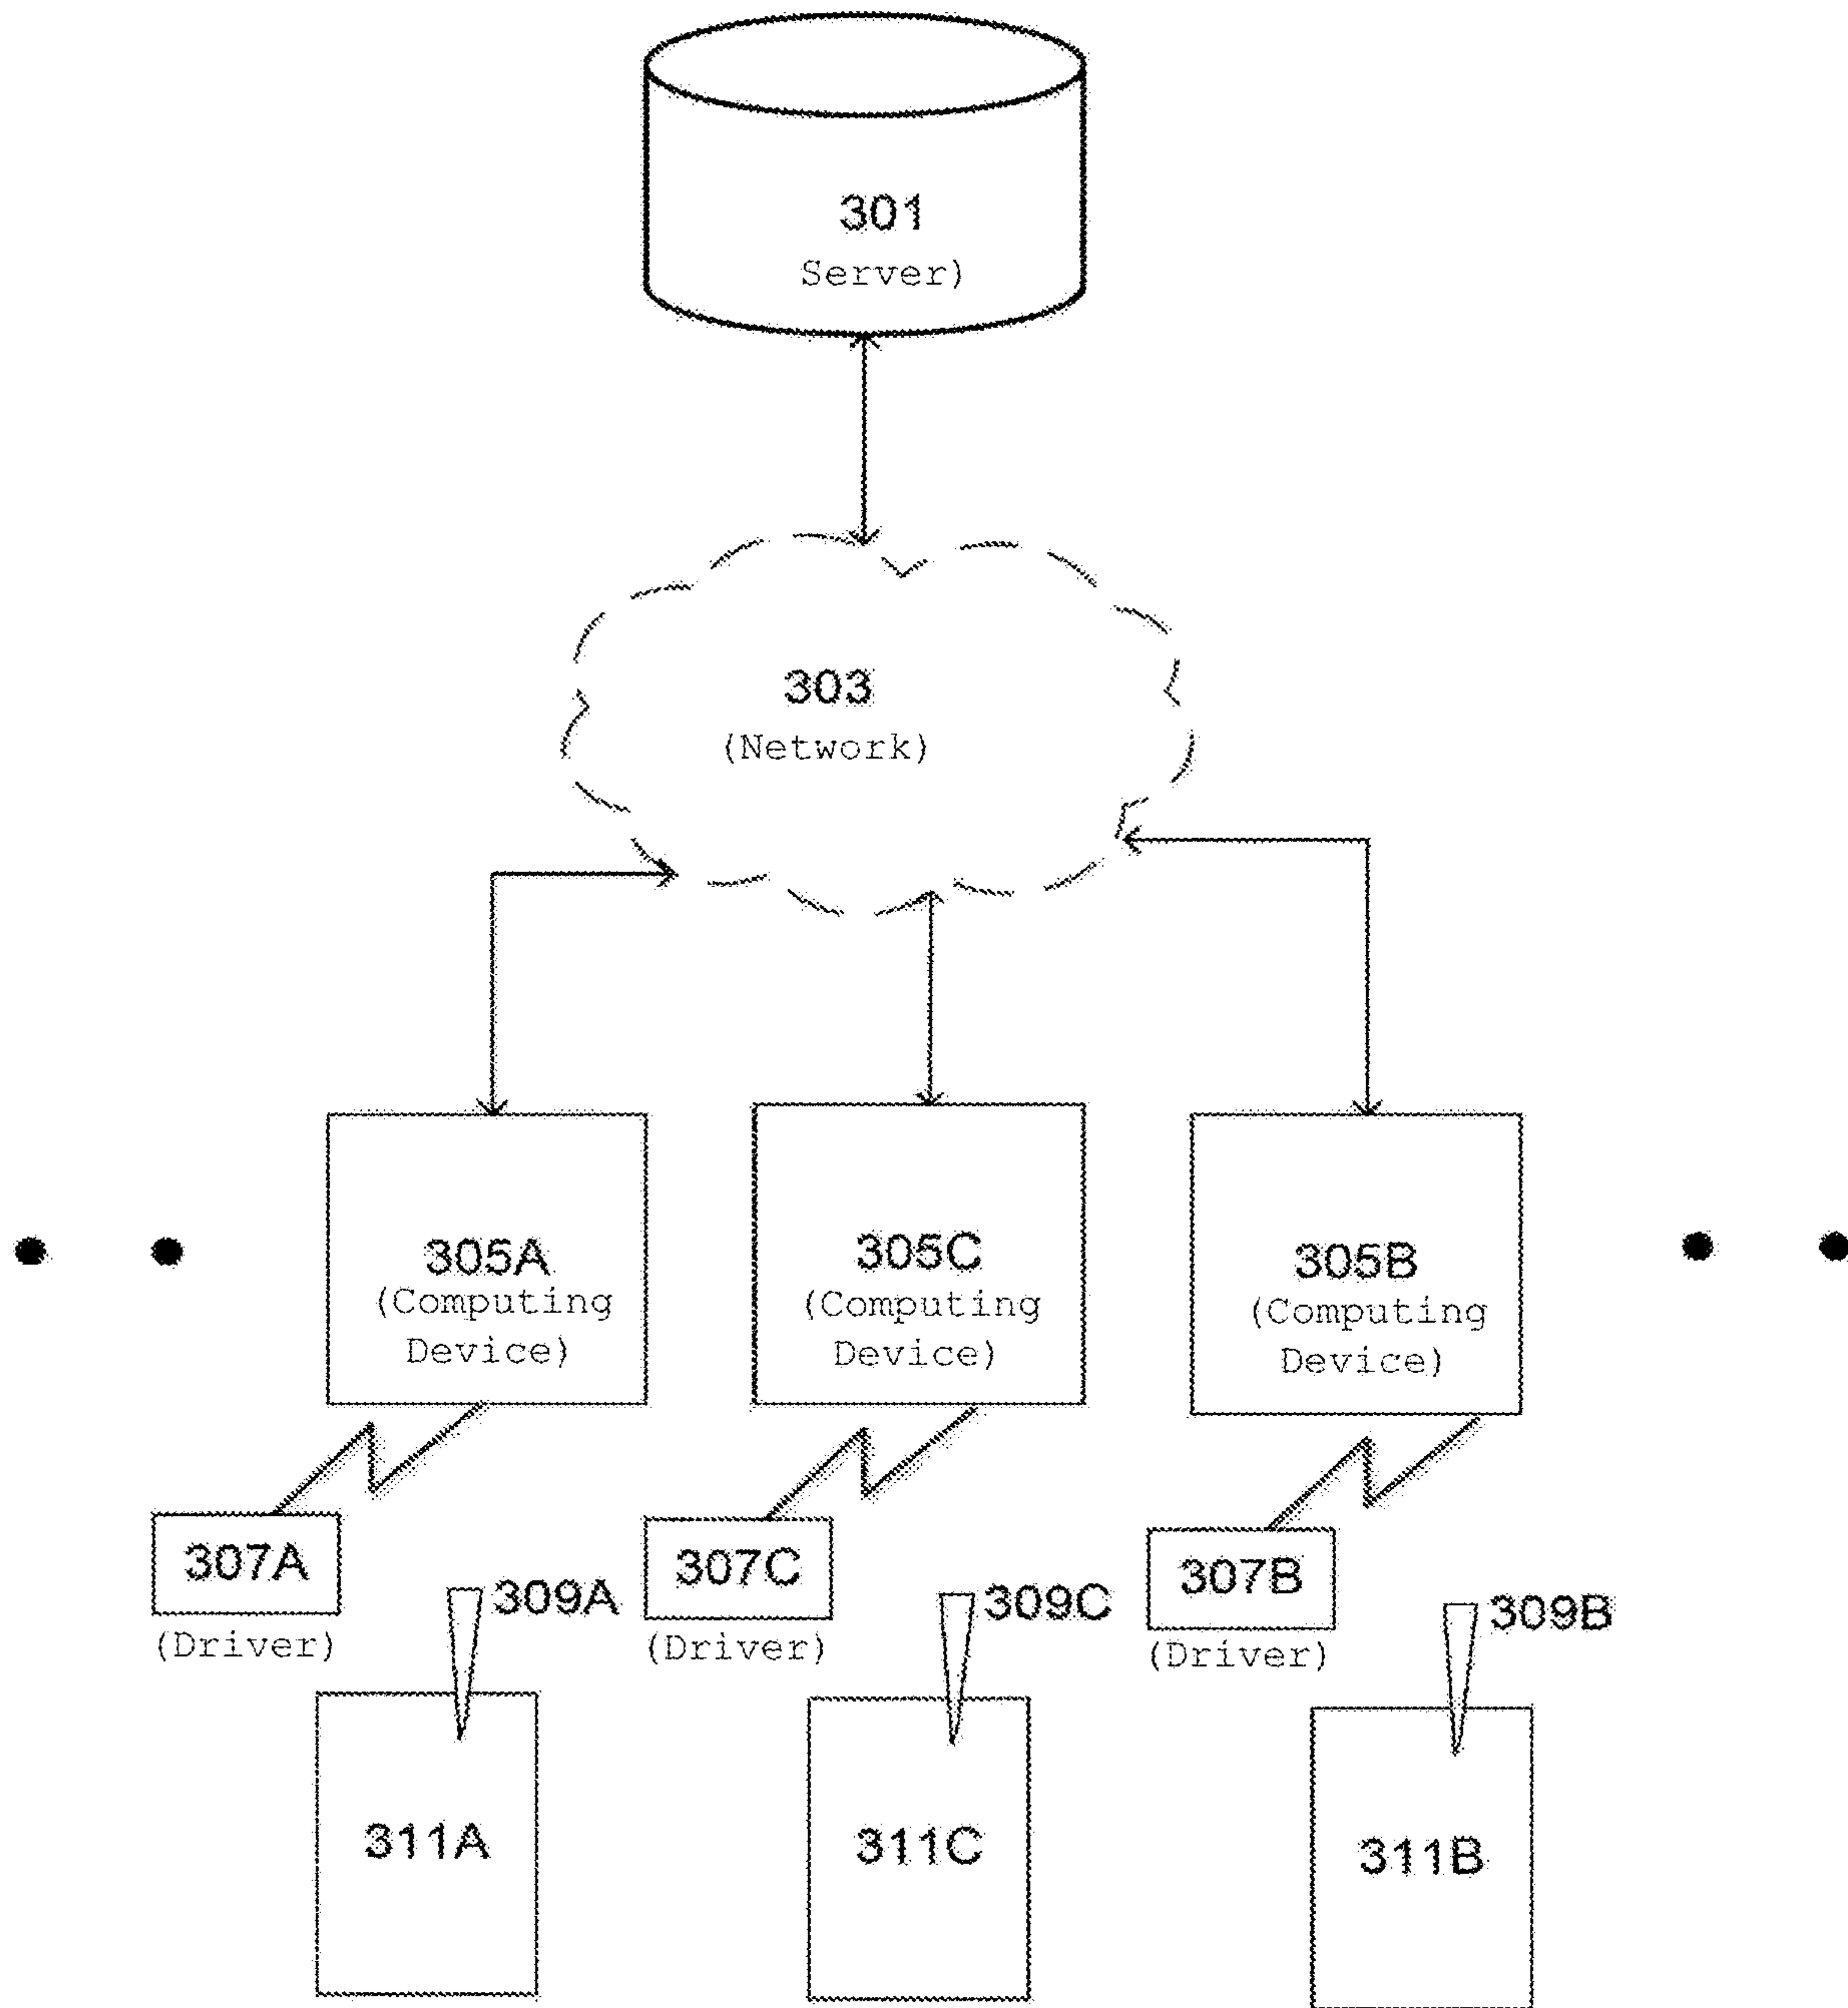 301
Server)
303
(Network)
305A
(Computing
Device)
305C
(Computing
Device)
305B
(Computing
Device)
307A
(Driver)
309A
307C
(Driver)
309C
307B
(Driver)
309B
311A
311C
311B